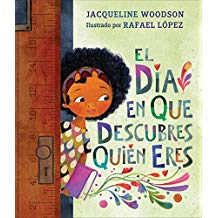 JACQUELINE WOODSON
Ilustrado por RAFAEL LÓPEZ
EL
DÍA
EN QUE
DESCUBRES
QUIÉN ERES